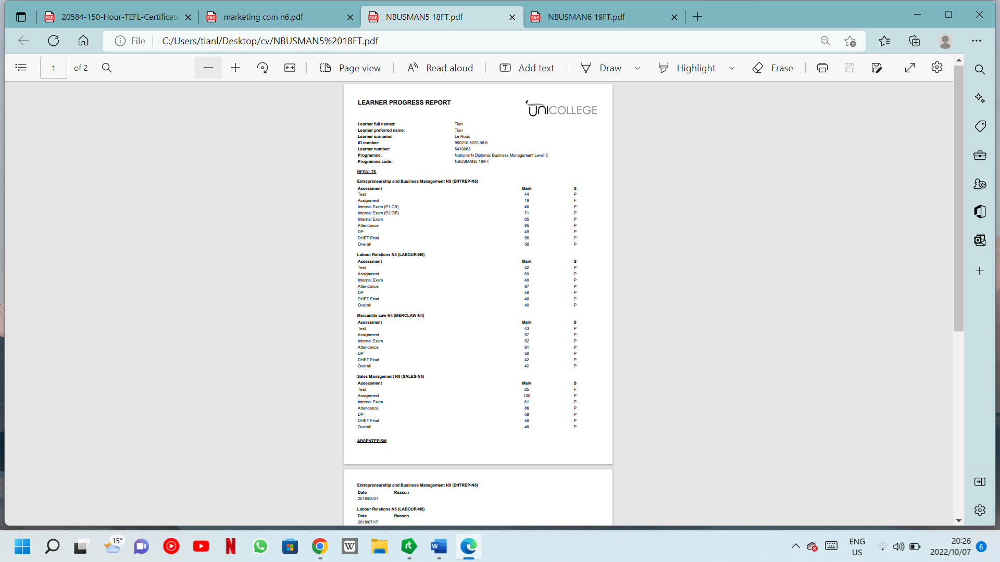 20584-150-Hour-TEFL-Certificate
marketing com n6.pdf
NBUSMAN5 18FT.pdf
NBUSMAN6 19FT.pdf
File
C:/Users/tianl/Desktop/cv/NBUSMAN5%2018FT.pdf
1 of 2
Page view
Read aloud
Add text
Draw
Highlight
Erase
LEARNER PROGRESS REPORT
UNICOLLEGE
Learner full names: Tian
Learner preferred name: Tian
Learner surname: Le Roux
ID number: 990210 5070 08 8
Learner number: 6410063
Programme: National N Diploma: Business Management Level 5
Programme code: NBUSMAN5 18/FT
RESULTS
Entrepreneurship and Business Management N5 (ENTREP-N5)
Assessment Mark S
Test 44 P
Assignment 19 F
Internal Exam (P1 CB) 46 P
Internal Exam (P2 OB) 71 P
Internal Exam 65 P
Attendance 95 P
DP 49 P
DHET Final 56 P
Overall 56 P
Labour Relations N5 (LABOUR-N5)
Assessment Mark S
Test 42 P
Assignment 69 P
Internal Exam 40 P
Attendance 87 P
DP 46 P
DHET Final 40 P
Overall 40 P
Mercantile Law N4 (MERCLAW-N4)
Assessment Mark S
Test 43 P
Assignment 57 P
Internal Exam 52 P
Attendance 91 P
DP 50 P
DHET Final 42 P
Overall 42 P
Sales Management N5 (SALES-N5)
Assessment Mark S
Test 25 F
Assignment 100 P
Internal Exam 61 P
Attendance 86 P
DP 58 P
DHET Final 46 P
Overall 46 P
ABSENTEEISM
Entrepreneurship and Business Management N5 (ENTREP-N5)
Date Reason
2018/08/01
Labour Relations N5 (LABOUR-N5)
Date Reason
2018/07/17
15°
ENG
US
20:26
2022/10/07
6